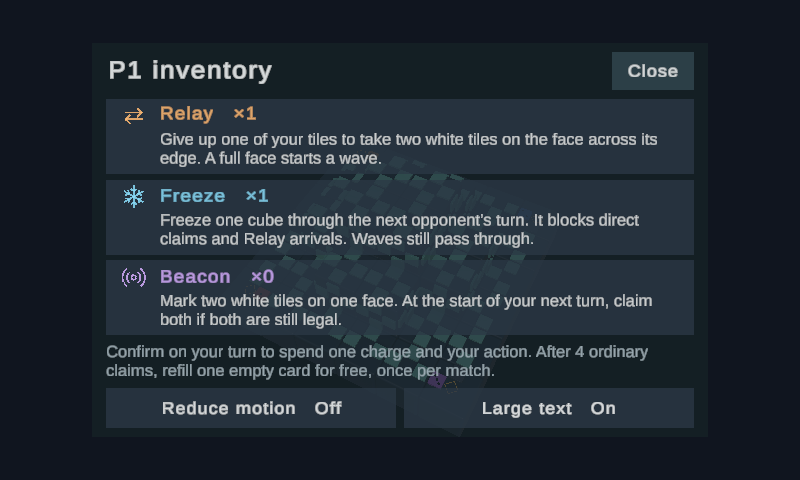 P1 inventory
Close
Relay ×1
Give up one of your tiles to take two white tiles on the face across its
edge. A full face starts a wave.
Freeze ×1
Freeze one cube through the next opponent's turn. It blocks direct
claims and Relay arrivals. Waves still pass through.
Beacon ×0
Mark two white tiles on one face. At the start of your next turn, claim
both if both are still legal.
Confirm on your turn to spend one charge and your action. After 4 ordinary
claims, refill one empty card for free, once per match.
Reduce motion Off
Large text On